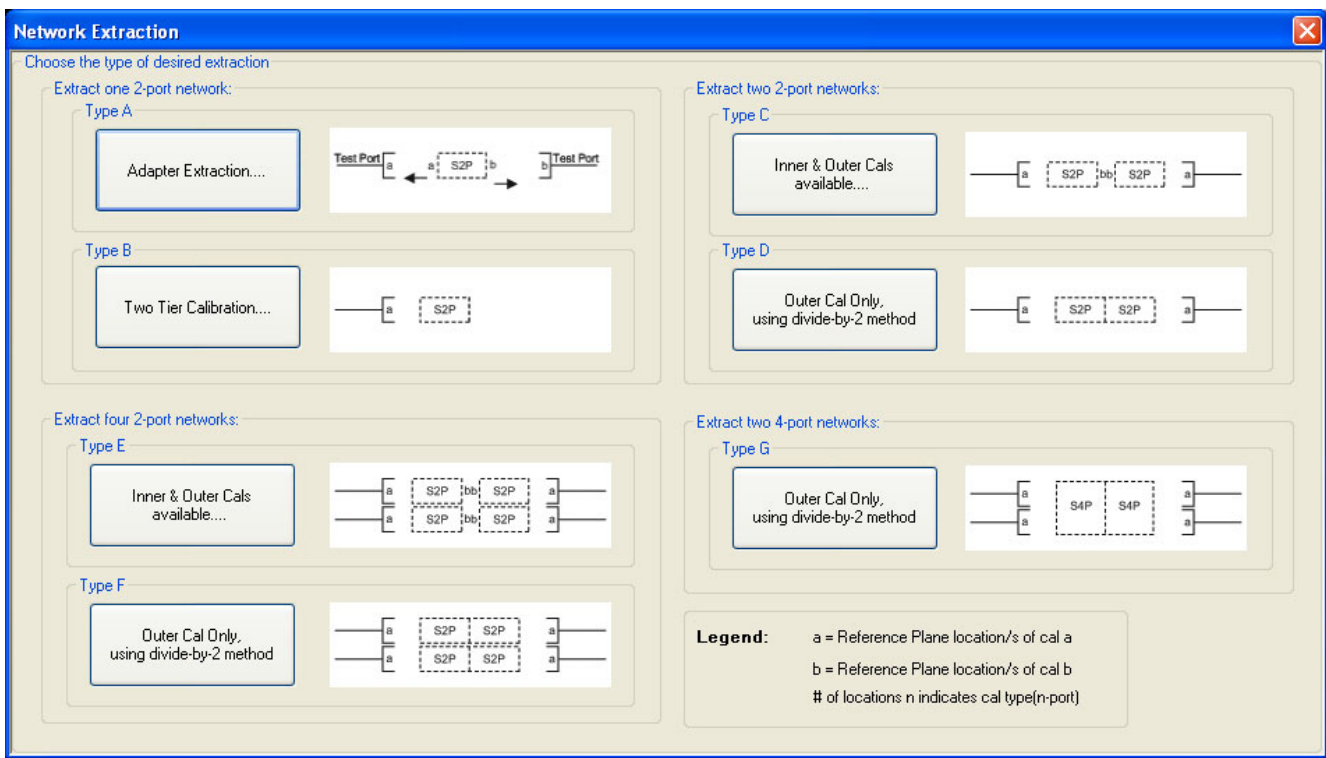 Network Extraction
Choose the type of desired extraction
Extract one 2-port network:
Type A
Adapter Extraction....
Test Port a a S2P b b Test Port
Type B
Two Tier Calibration....
a S2P
Extract two 2-port networks:
Type C
Inner & Outer Cals
available....
a S2P bb S2P a
Type D
Outer Cal Only,
using divide-by-2 method
a S2P S2P a
Extract four 2-port networks:
Type E
Inner & Outer Cals
available....
a S2P bb S2P a
a S2P bb S2P a
Type F
Outer Cal Only,
using divide-by-2 method
a S2P S2P a
a S2P S2P a
Extract two 4-port networks:
Type G
Outer Cal Only,
using divide-by-2 method
a a
S4P S4P
a a
Legend: a = Reference Plane location/s of cal a
b = Reference Plane location/s of cal b
# of locations n indicates cal type(n-port)